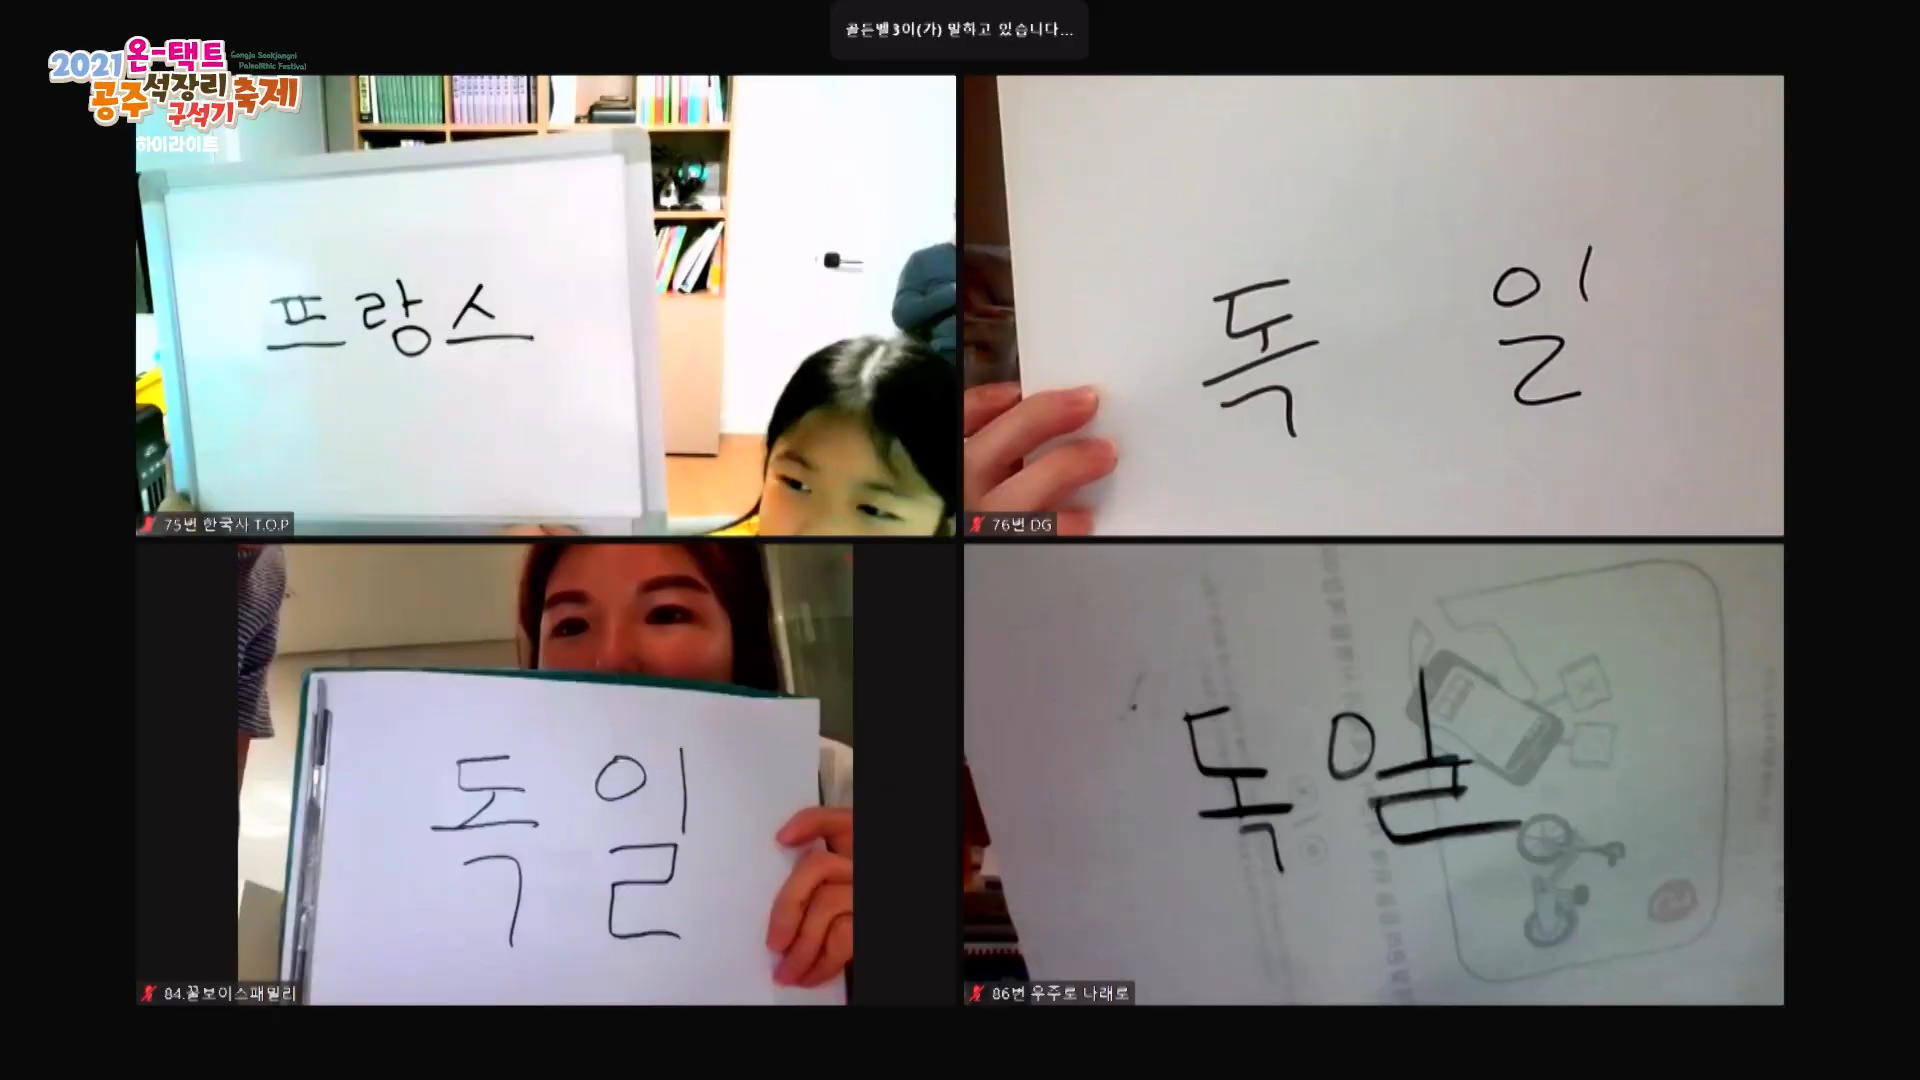 골든벨3이(가) 말하고 있습니다...
2021 온-택트
Gongju Seokjangni
Paleolithic Festival
공주 석장리 구석기 축제
하이라이트
뜨랑스
75번 한국사 T.O.P
독 일
76번 DG
독일
84.꿀보이스패밀리
독일
86번 우주로 나래로